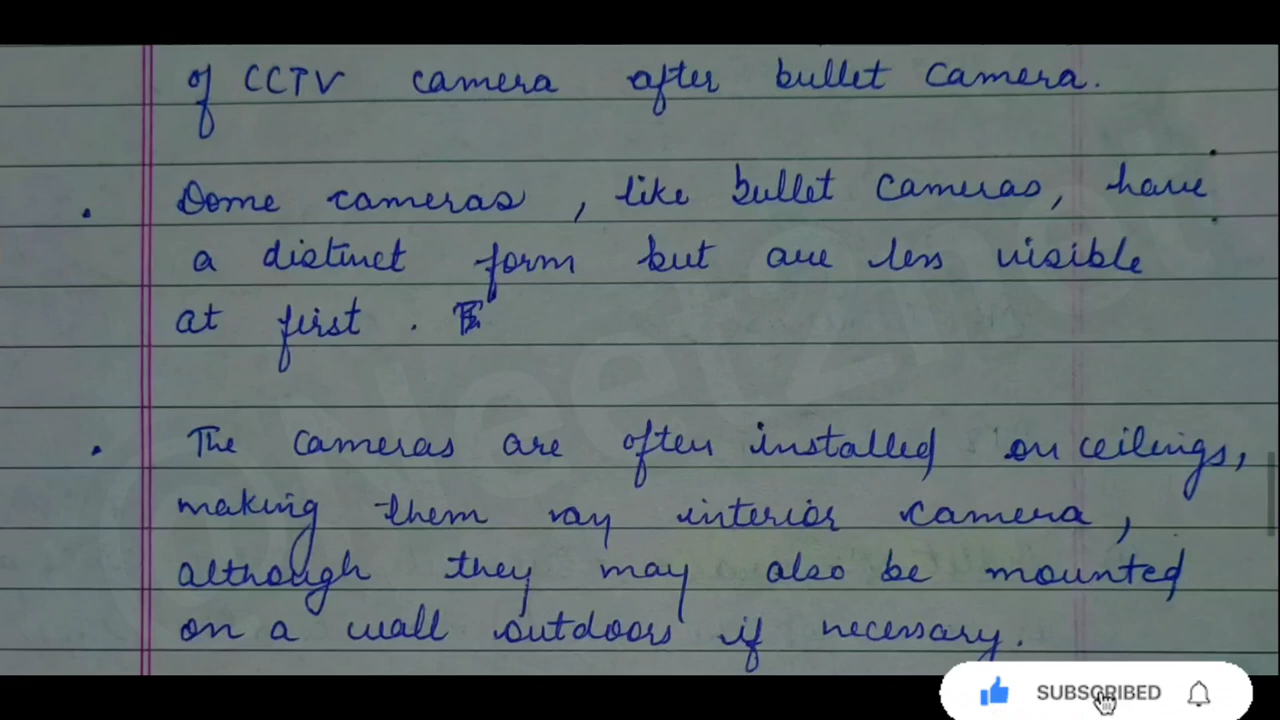 of CCTV camera after bullet camera.
• Dome cameras, like bullet cameras, have
a distinct form but are less visible
at first.
• The cameras are often installed on ceilings,
making them ray interior camera,
although they may also be mounted
on a wall outdoors if necessary.
SUBSCRIBED